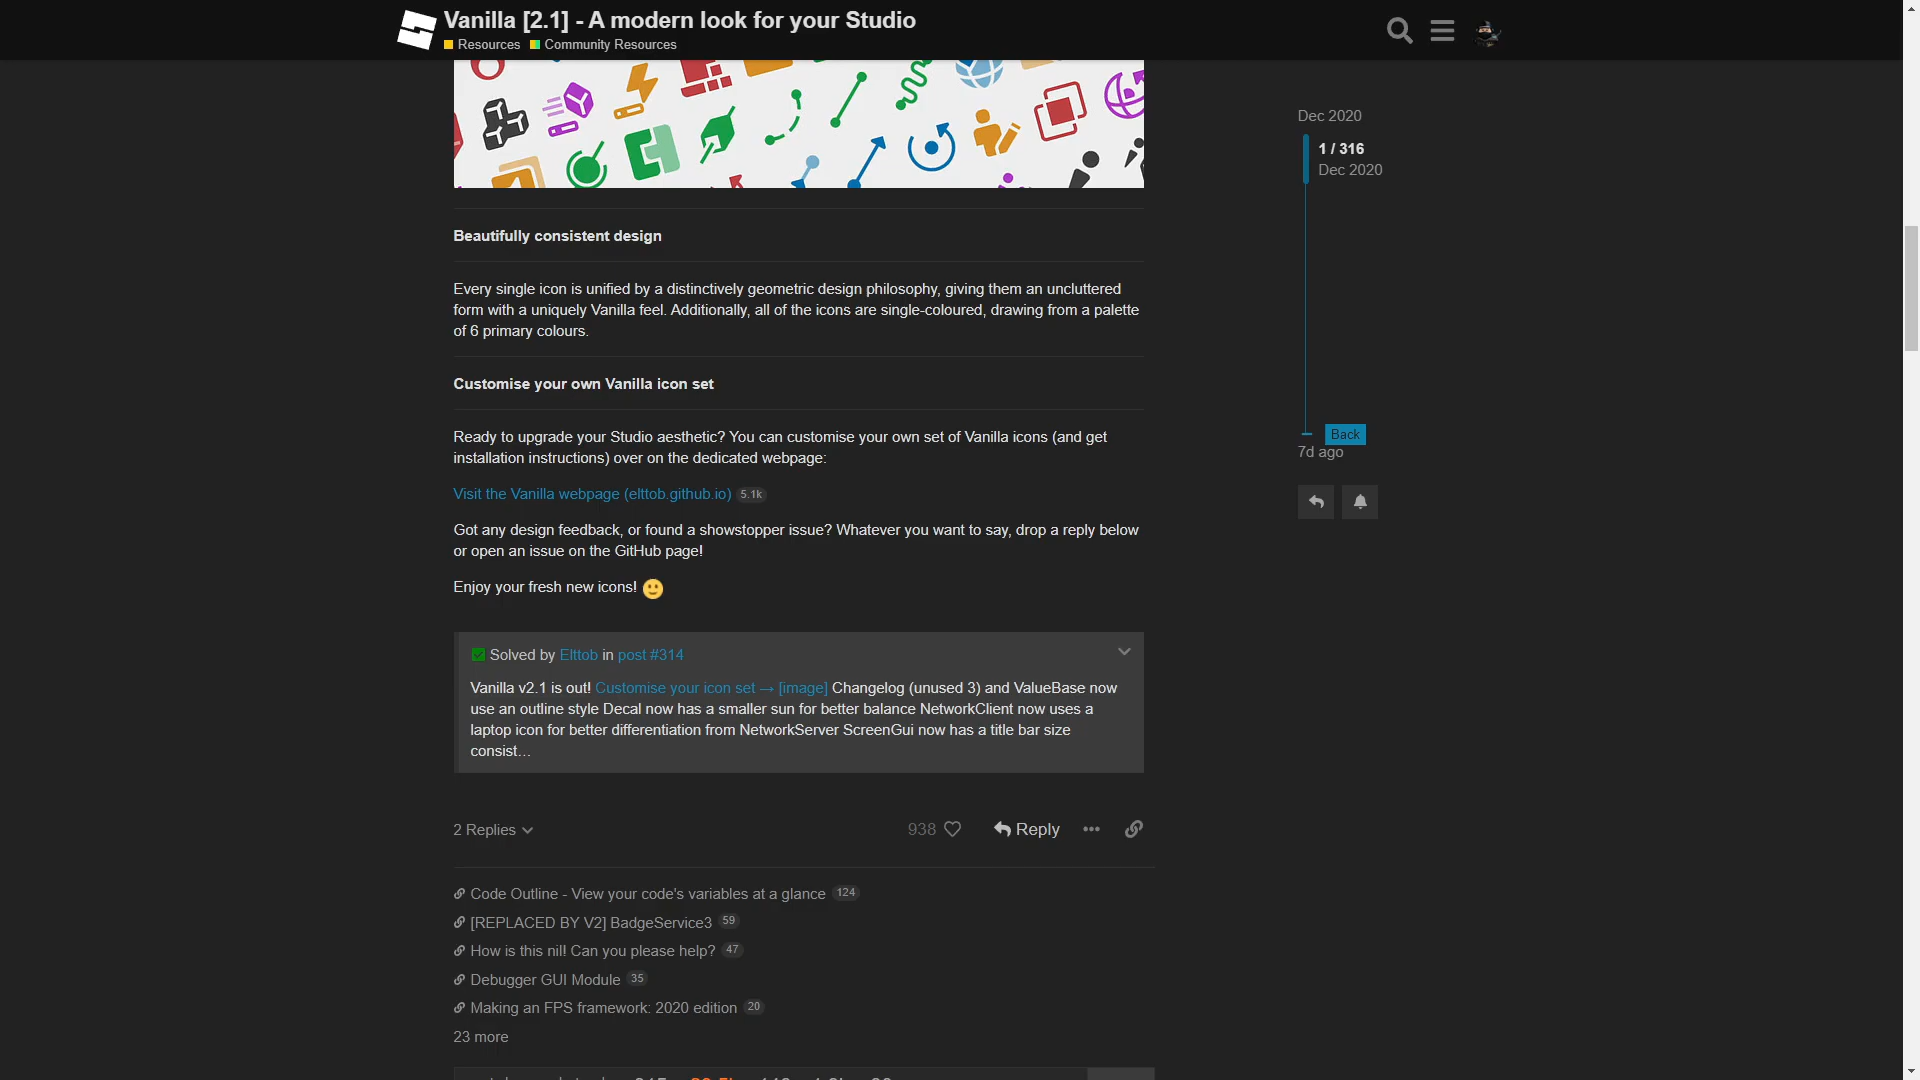 Vanilla [2.1] - A modern look for your Studio
Resources Community Resources
Dec 2020
1 / 316
Dec 2020
Beautifully consistent design
Every single icon is unified by a distinctively geometric design philosophy, giving them an uncluttered
form with a uniquely Vanilla feel. Additionally, all of the icons are single-coloured, drawing from a palette
of 6 primary colours.
Customise your own Vanilla icon set
Ready to upgrade your Studio aesthetic? You can customise your own set of Vanilla icons (and get
installation instructions) over on the dedicated webpage:
Back
7d ago
Visit the Vanilla webpage (elttob.github.io) 5.1k
Got any design feedback, or found a showstopper issue? Whatever you want to say, drop a reply below
or open an issue on the GitHub page!
Enjoy your fresh new icons!
Solved by Elttob in post #314
Vanilla v2.1 is out! Customise your icon set → [image] Changelog (unused 3) and ValueBase now
use an outline style Decal now has a smaller sun for better balance NetworkClient now uses a
laptop icon for better differentiation from NetworkServer ScreenGui now has a title bar size
consist…
2 Replies 938 Reply
Code Outline - View your code's variables at a glance 124
[REPLACED BY V2] BadgeService3 59
How is this nil! Can you please help? 47
Debugger GUI Module 35
Making an FPS framework: 2020 edition 20
23 more